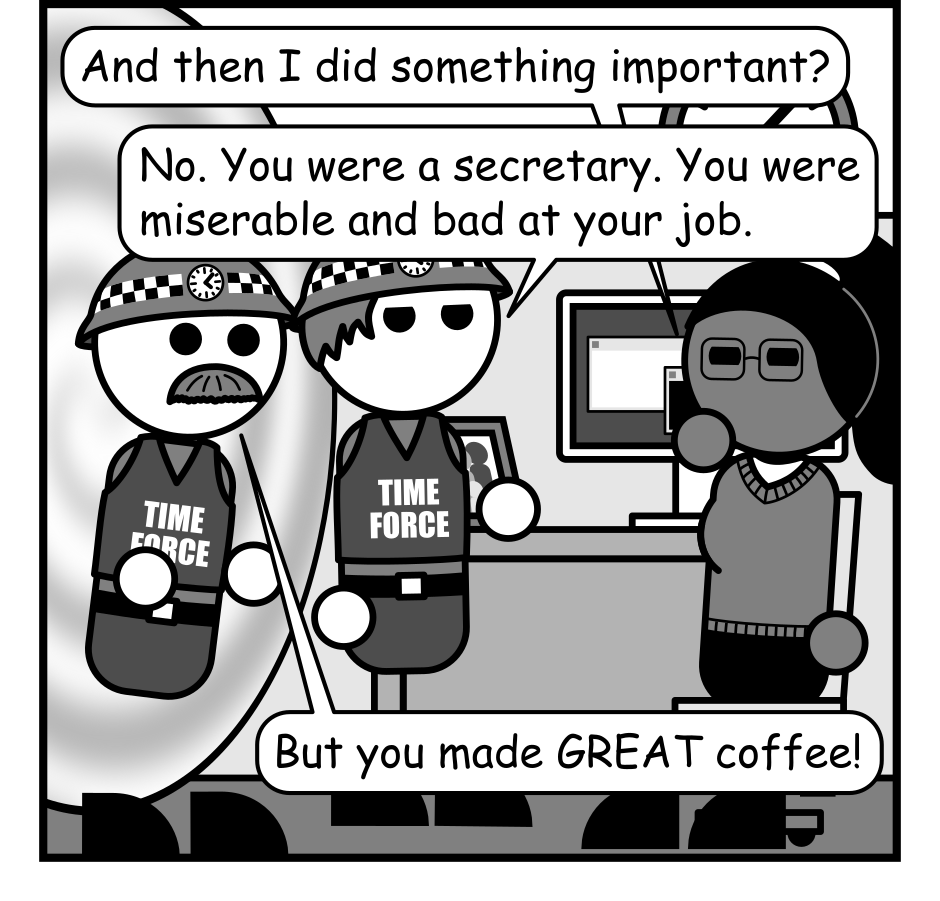 And then I did something important?
No. You were a secretary. You were
miserable and bad at your job.
TIME
FORCE
TIME
FORCE
But you made GREAT coffee!